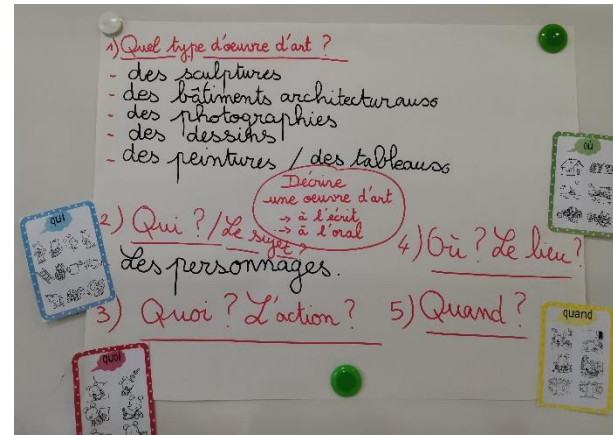 1) Quel type d'oeuvre d'art ?
- des sculptures
- des bâtiments architecturaux
- des photographies
- des dessins
- des peintures / des tableaux
Décrire
une oeuvre d'art
→ à l'écrit
→ à l'oral
2) Qui ? / Le sujet ?
Les personnages.
3) Quoi ? L'action ?
4) Où ? Le lieu ?
5) Quand ?
qui
quoi
où
quand